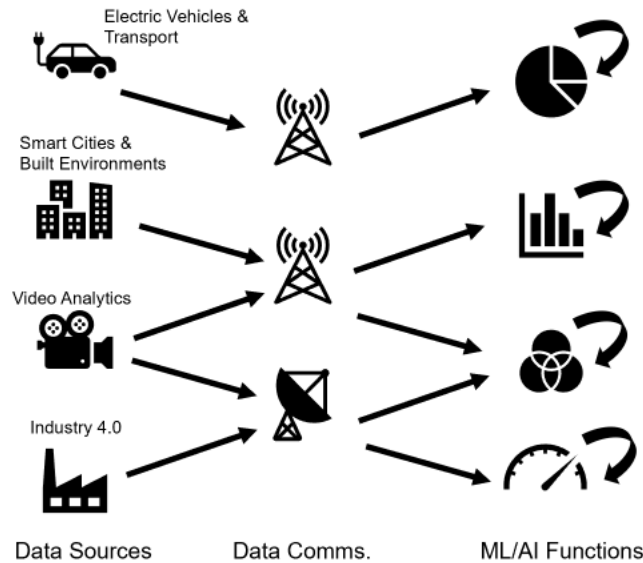 Electric Vehicles &
Transport
Smart Cities &
Built Environments
Video Analytics
Industry 4.0
Data Sources
Data Comms.
ML/AI Functions